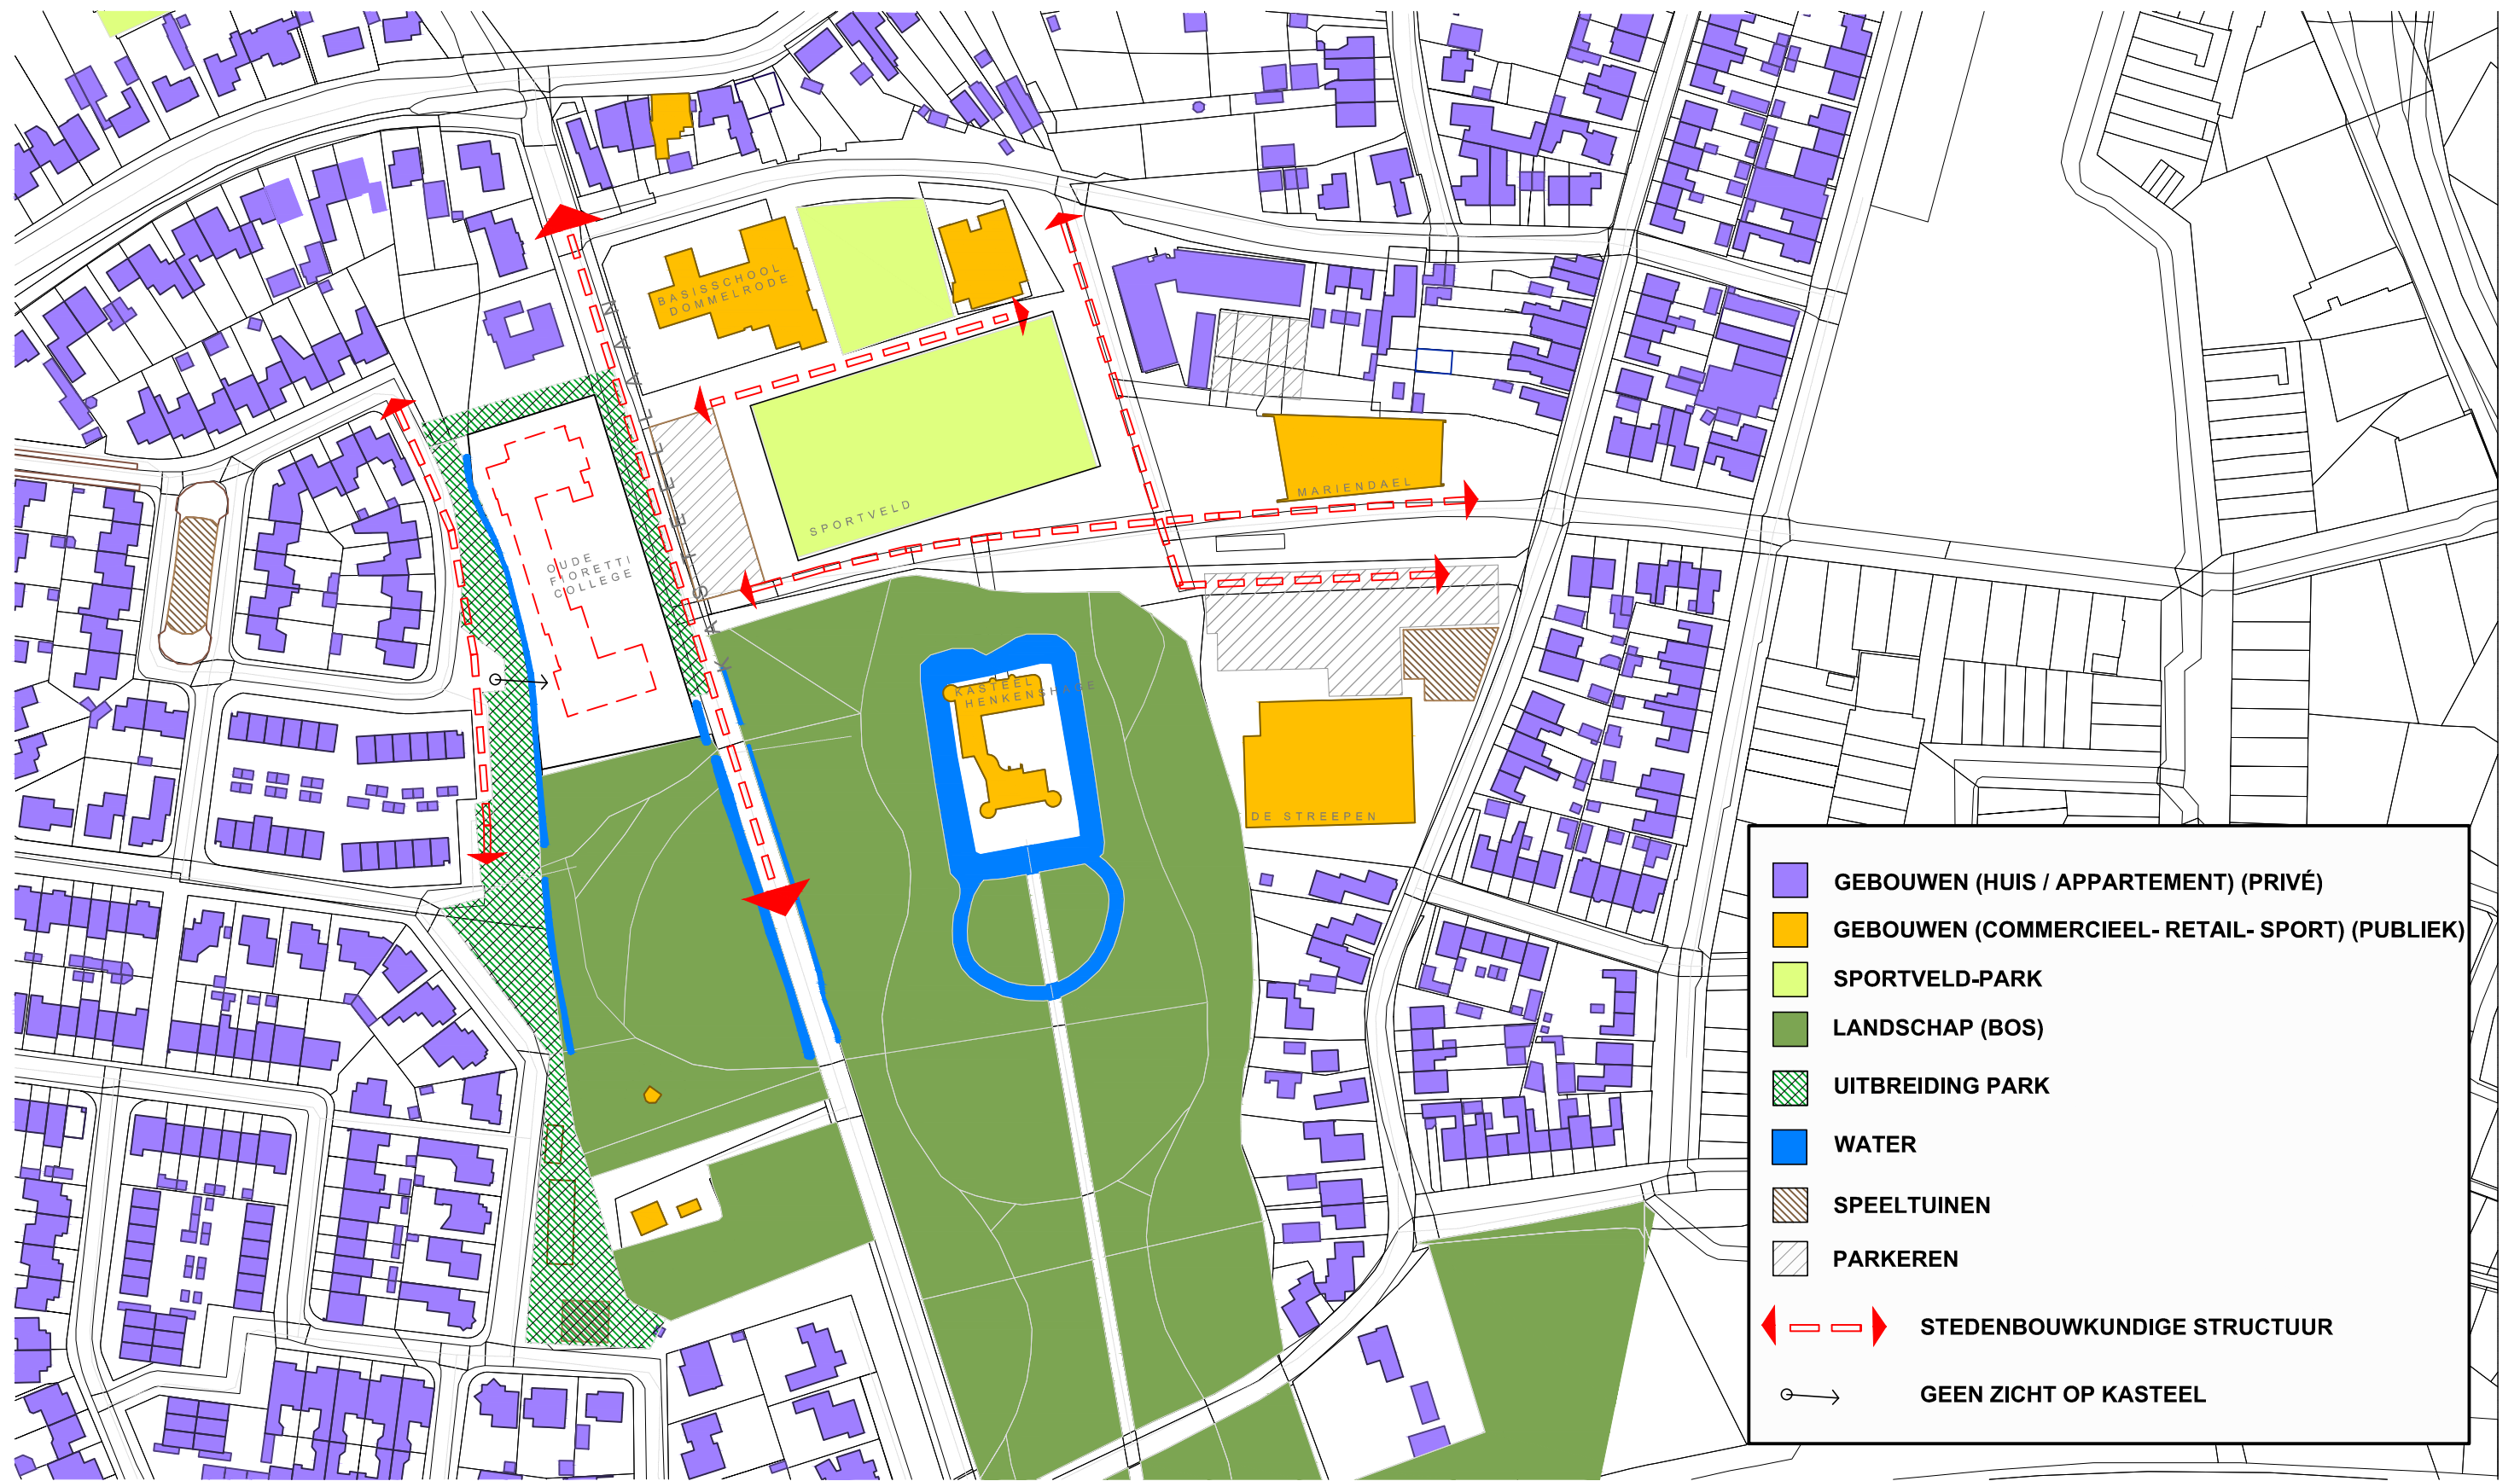 BASISSCHOOL
DOMMELRODE
KASTEELLAAN
SPORTVELD
MARIENDAEL
OUDE
FIORETTI
COLLEGE
KASTEEL
HENKENSHAGE
DE STREEPEN
GEBOUWEN (HUIS / APPARTEMENT) (PRIVÉ)
GEBOUWEN (COMMERCIEEL- RETAIL- SPORT) (PUBLIEK)
SPORTVELD-PARK
LANDSCHAP (BOS)
UITBREIDING PARK
WATER
SPEELTUINEN
PARKEREN
STEDENBOUWKUNDIGE STRUCTUUR
GEEN ZICHT OP KASTEEL